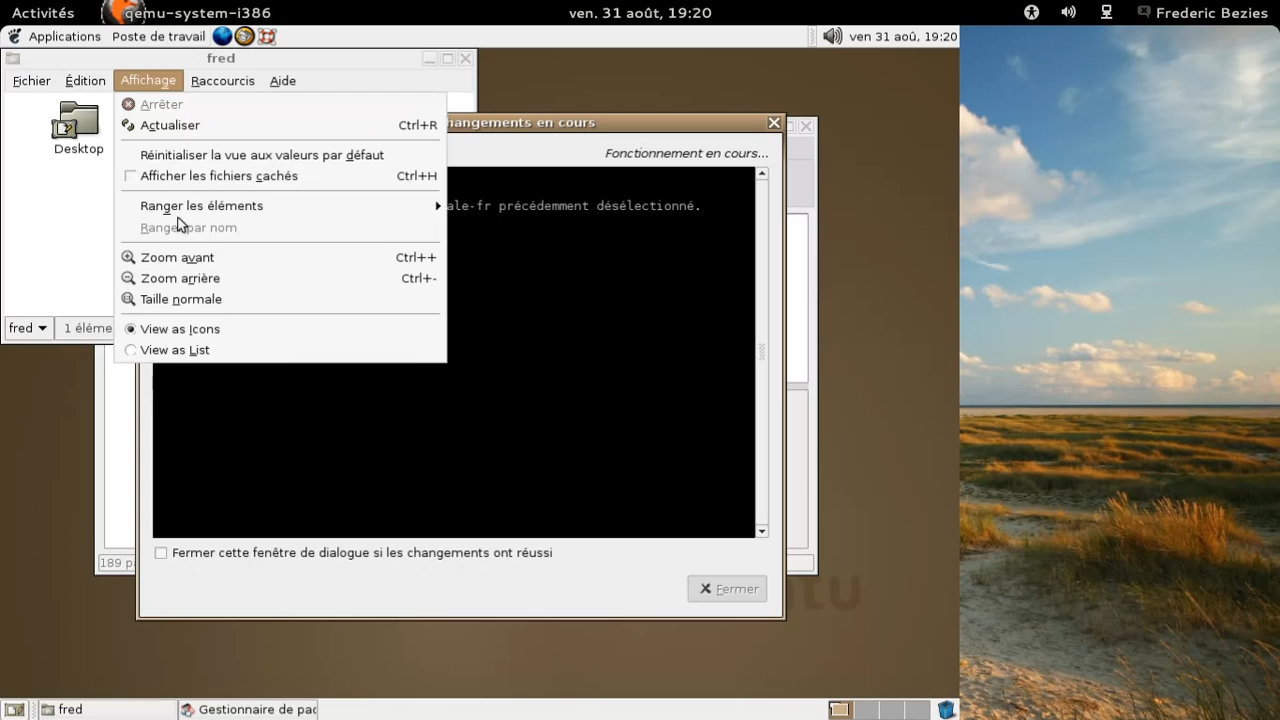 Activités
qemu-system-i386
ven. 31 août, 19:20
Frederic Bezies
Applications
Poste de travail
ven 31 aoû, 19:20
fred
Fichier
Édition
Affichage
Raccourcis
Aide
Arrêter
Actualiser
Ctrl+R
Réinitialiser la vue aux valeurs par défaut
Afficher les fichiers cachés
Ctrl+H
Ranger les éléments
par nom
Zoom avant
Ctrl++
Zoom arrière
Ctrl+-
Taille normale
View as Icons
View as List
Desktop
fred
1 éléme
hangements en cours
Fonctionnement en cours...
ale-fr précédemment désélectionné.
Fermer cette fenêtre de dialogue si les changements ont réussi
Fermer
189 p
fred
Gestionnaire de pac